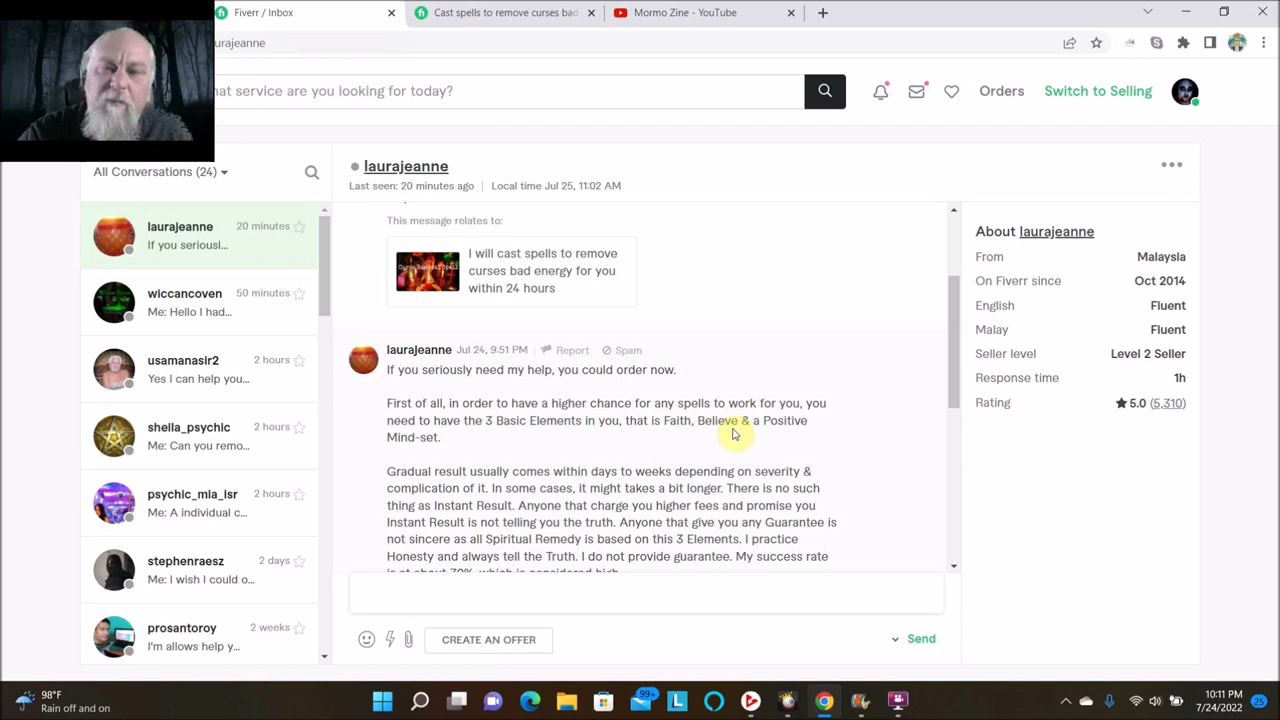 Fiverr / Inbox
Cast spells to remove curses bad
Mormo Zine - YouTube
urajeanne
hat service are you looking for today?
Orders
Switch to Selling
All Conversations (24)
laurajeanne
Last seen: 20 minutes ago | Local time Jul 25, 11:02 AM
laurajeanne
20 minutes
If you seriousl...
wiccancoven
50 minutes
Me: Hello I had...
usamanasir2
2 hours
Yes I can help you...
shella_psychic
2 hours
Me: Can you remo...
psychic_mia_isr
2 hours
Me: A individual c...
stephenraesz
2 days
Me: I wish I could o...
prosantoroy
2 weeks
I'm allows help y...
This message relates to:
I will cast spells to remove
curses bad energy for you
within 24 hours
laurajeanne Jul 24, 9:51 PM Report Spam
If you seriously need my help, you could order now.
First of all, in order to have a higher chance for any spells to work for you, you
need to have the 3 Basic Elements in you, that is Faith, Believe & a Positive
Mind-set.
Gradual result usually comes within days to weeks depending on severity &
complication of it. In some cases, it might takes a bit longer. There is no such
thing as Instant Result. Anyone that charge you higher fees and promise you
Instant Result is not telling you the truth. Anyone that give you any Guarantee is
not sincere as all Spiritual Remedy is based on this 3 Elements. I practice
Honesty and always tell the Truth. I do not provide guarantee. My success rate
is at about 70% which is considered high
CREATE AN OFFER
Send
About laurajeanne
From Malaysia
On Fiverr since Oct 2014
English Fluent
Malay Fluent
Seller level Level 2 Seller
Response time 1h
Rating 5.0 (5,310)
98°F
Rain off and on
99+
L
10:11 PM
7/24/2022
25